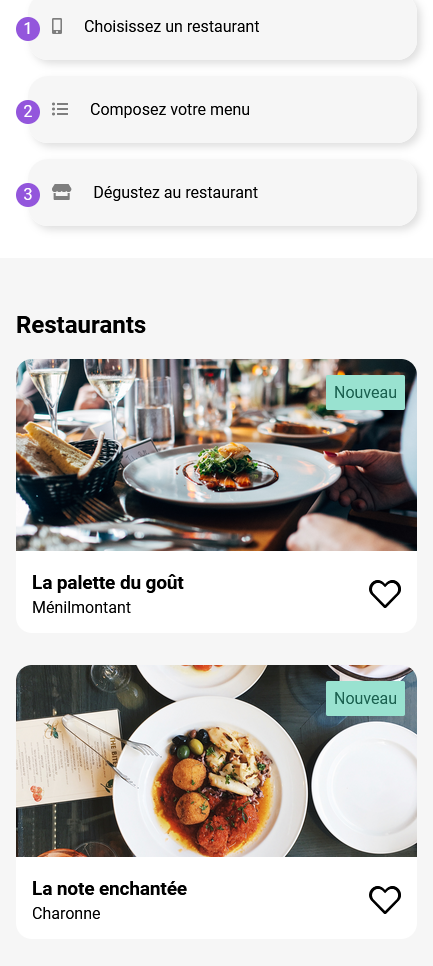 1 Choisissez un restaurant
2 Composez votre menu
3 Dégustez au restaurant
Restaurants
Nouveau
La palette du goût
Ménilmontant
Nouveau
La note enchantée
Charonne